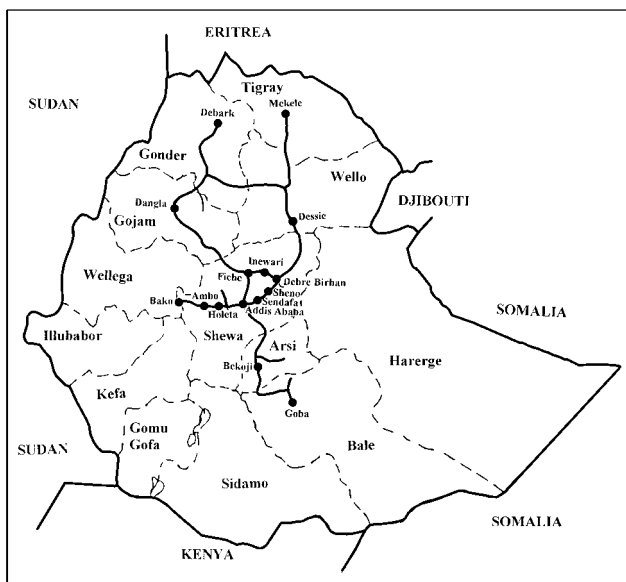 ERITREA
Tigray
SUDAN
Debark
Mekele
Gonder
Wello
Dangla
DJIBOUTI
Gojam
Dessie
Inewari
Wellega
Fiche
Debre Birhan
Sheno
Ambo
Sendafa
Bako
Holeta
Addis Ababa
SOMALIA
Illubabor
Shewa
Arsi
Harerge
Bekoji
Kefa
Goba
Gomu
Gofa
Bale
SUDAN
Sidamo
SOMALIA
KENYA